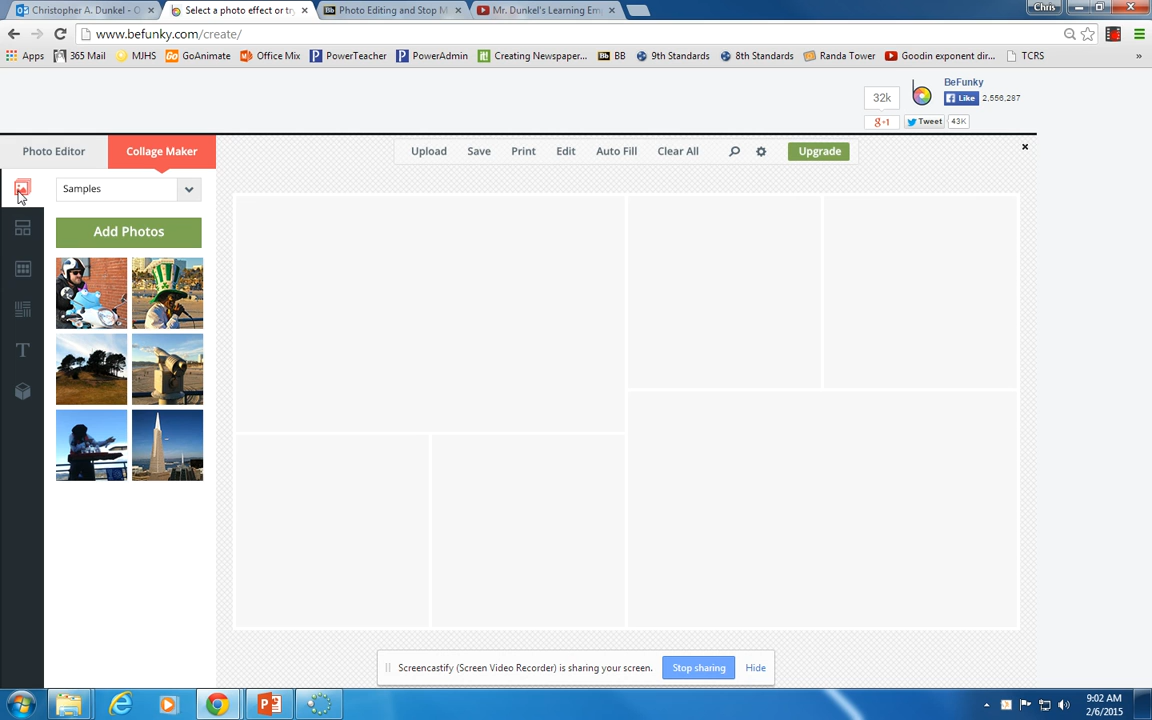 Christopher A. Dunkel - O
Select a photo effect or try
Photo Editing and Stop M
Mr. Dunkel's Learning Em
Chris
www.befunky.com/create/
Apps
365 Mail
MJHS
GoAnimate
Office Mix
PowerTeacher
PowerAdmin
Creating Newspaper...
BB
9th Standards
8th Standards
Randa Tower
Goodin exponent dir...
TCRS
32k
BeFunky
Like
2,556,287
g+1
Tweet
43K
Photo Editor
Collage Maker
Upload
Save
Print
Edit
Auto Fill
Clear All
Upgrade
Samples
Add Photos
T
Screencastify (Screen Video Recorder) is sharing your screen.
Stop sharing
Hide
9:02 AM
2/6/2015